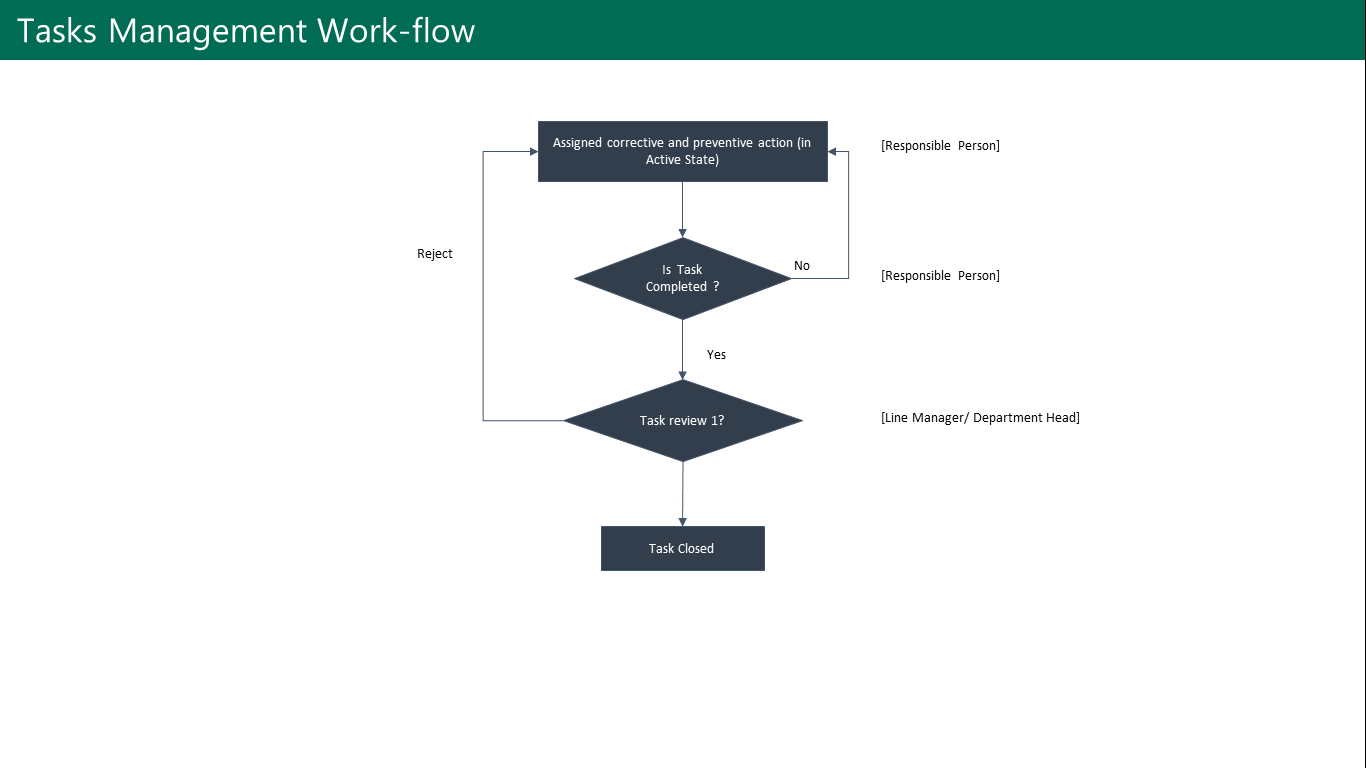 Tasks Management Work-flow
Assigned corrective and preventive action (in
Active State)
[Responsible Person]
Reject
Is Task
Completed ?
No
[Responsible Person]
Yes
Task review 1?
[Line Manager/ Department Head]
Task Closed